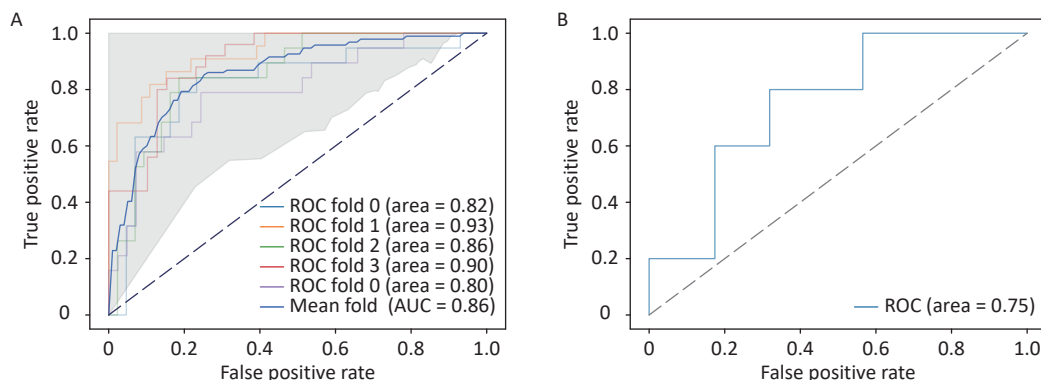 A
True positive rate
1.0
0.8
0.6
0.4
0.2
0
0
0.2
0.4
0.6
0.8
1.0
False positive rate
ROC fold 0 (area = 0.82)
ROC fold 1 (area = 0.93)
ROC fold 2 (area = 0.86)
ROC fold 3 (area = 0.90)
ROC fold 0 (area = 0.80)
Mean fold (AUC = 0.86)
B
True positive rate
1.0
0.8
0.6
0.4
0.2
0
0
0.2
0.4
0.6
0.8
1.0
False positive rate
ROC (area = 0.75)